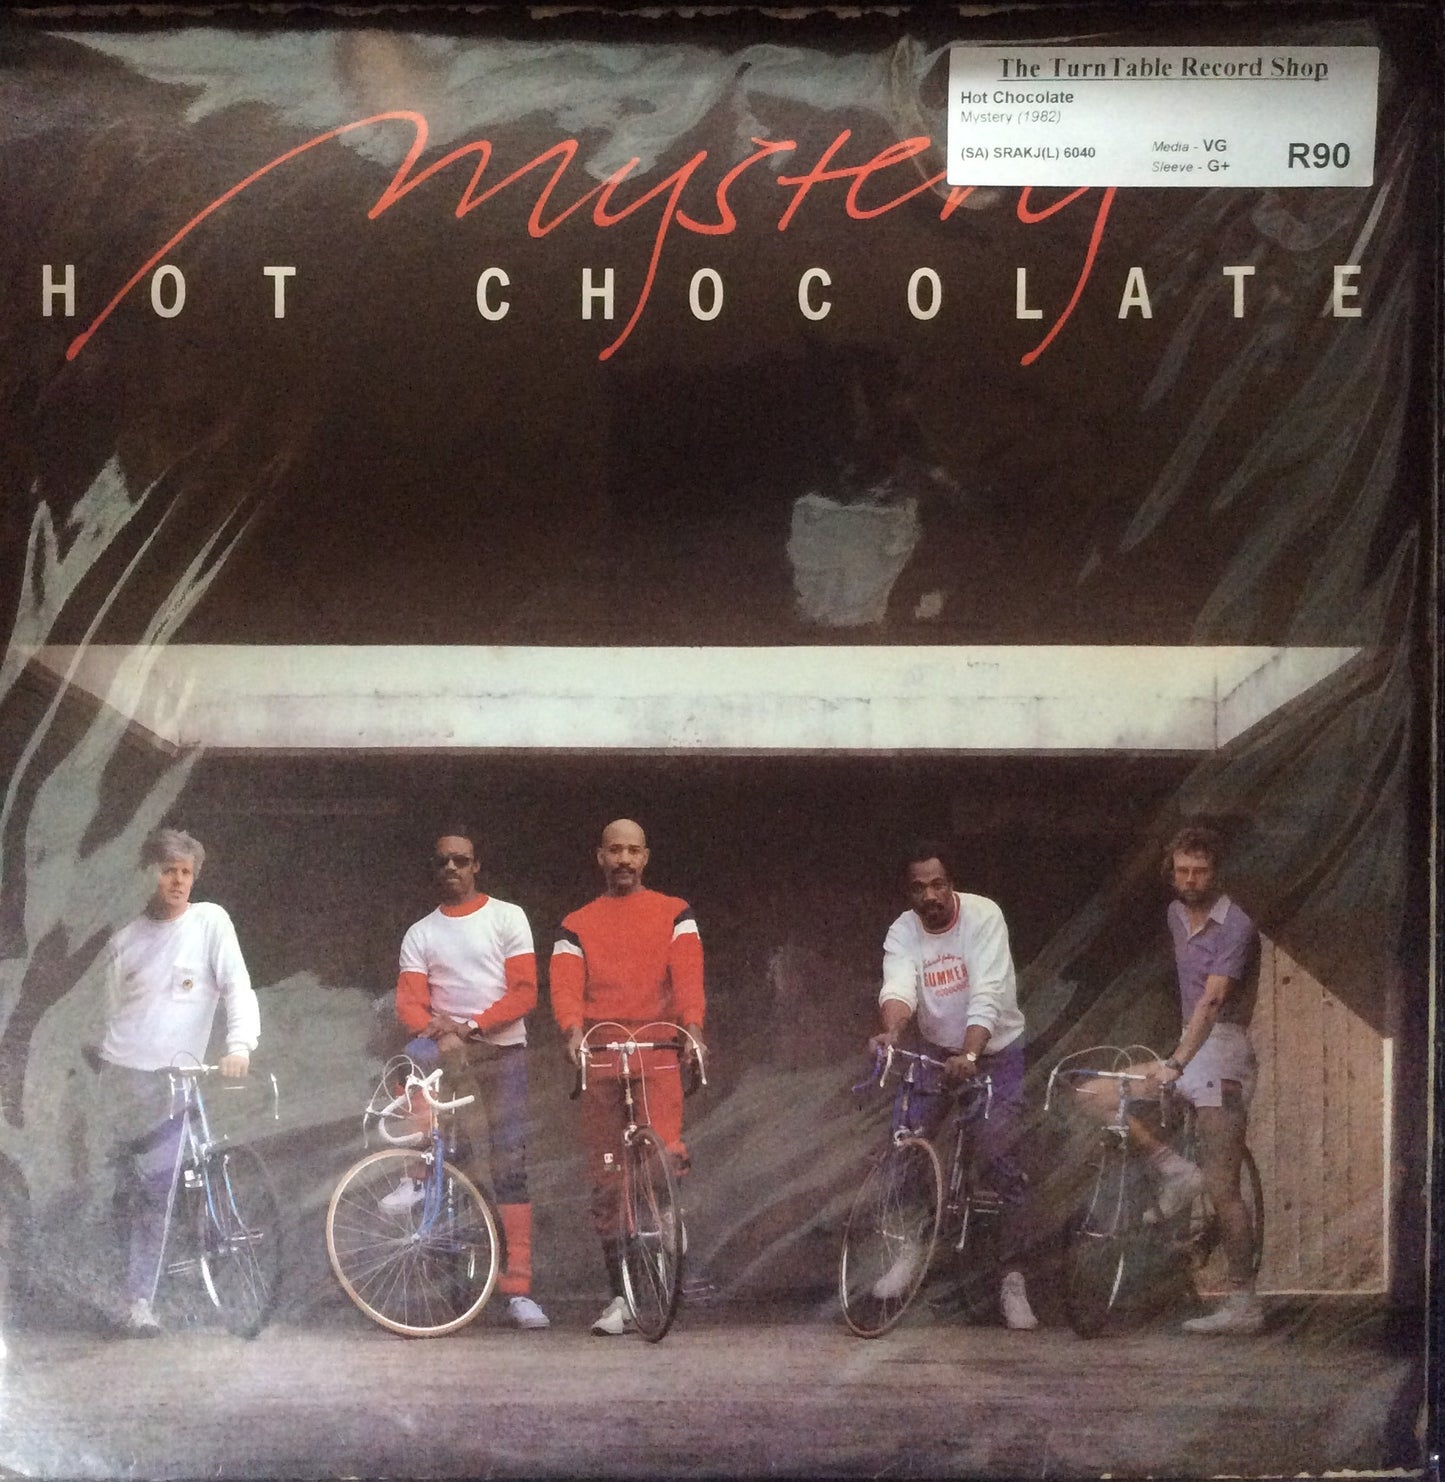 The TurnTable Record Shop
Hot Chocolate
Mystery (1982)
(SA) SRAKJ(L) 6040
Media - VG
Sleeve - G+
R90
Mystery
HOT CHOCOLATE
SUMMER